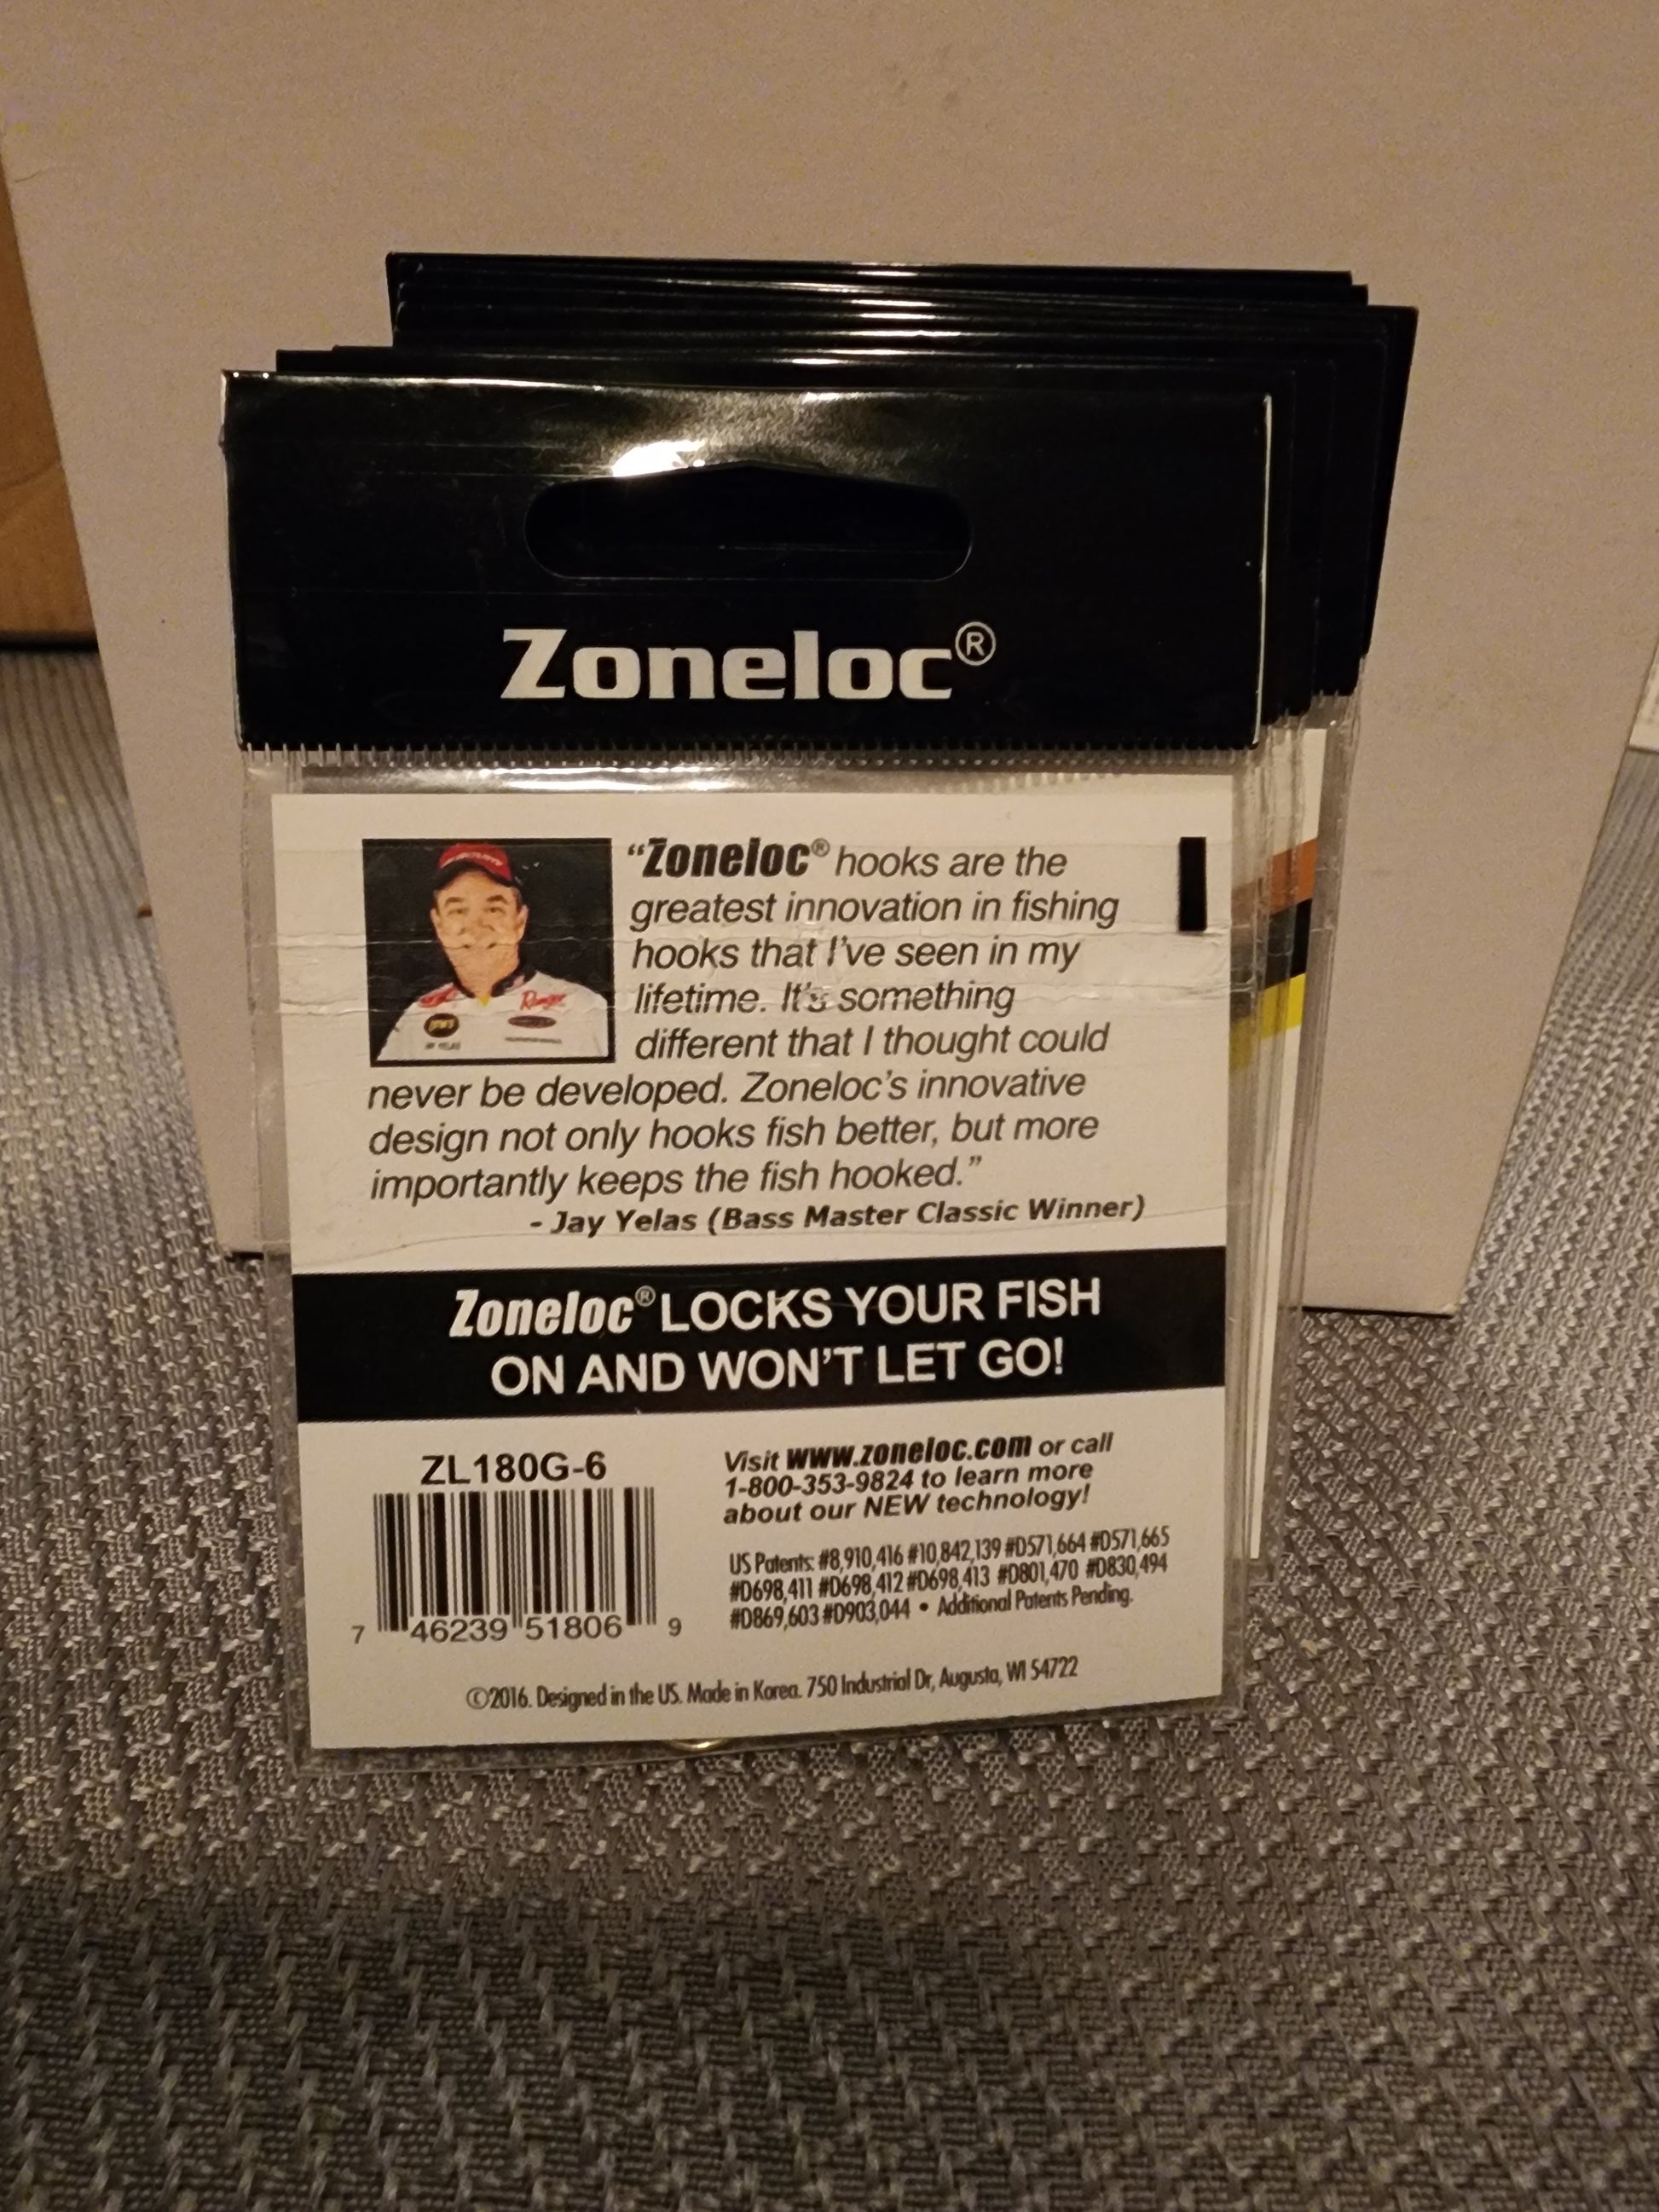 Zoneloc®
“Zoneloc® hooks are the
greatest innovation in fishing
hooks that I’ve seen in my
lifetime. It’s something
different that I thought could
never be developed. Zoneloc’s innovative
design not only hooks fish better, but more
importantly keeps the fish hooked.”
- Jay Yelas (Bass Master Classic Winner)
Ranger
Zoneloc® LOCKS YOUR FISH
ON AND WON’T LET GO!
ZL180G-6
7 46239 51806 9
Visit www.zoneloc.com or call
1-800-353-9824 to learn more
about our NEW technology!
US Patents: #8,910,416 #10,842,139 #D571,664 #D571,665
#D698,411 #D698,412 #D698,413 #D801,470 #D830,494
#D869,603 #D903,044 • Additional Patents Pending.
©2016. Designed in the US. Made in Korea. 750 Industrial Dr, Augusta, WI 54722